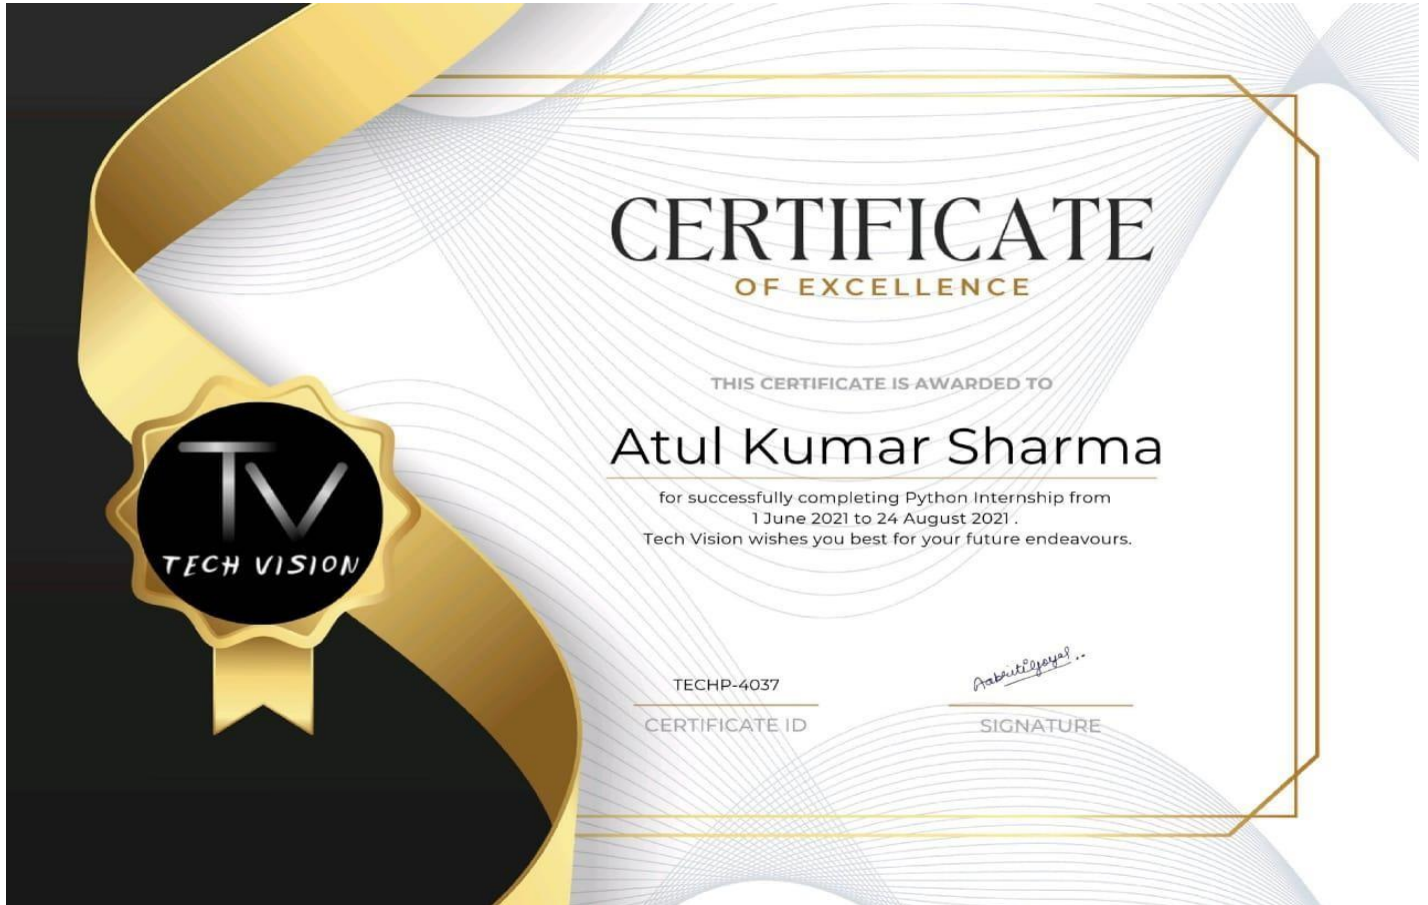 CERTIFICATE
OF EXCELLENCE
THIS CERTIFICATE IS AWARDED TO
Atul Kumar Sharma
for successfully completing Python Internship from
1 June 2021 to 24 August 2021 .
Tech Vision wishes you best for your future endeavours.
TV
TECH VISION
TECHP-4037
CERTIFICATE ID
SIGNATURE